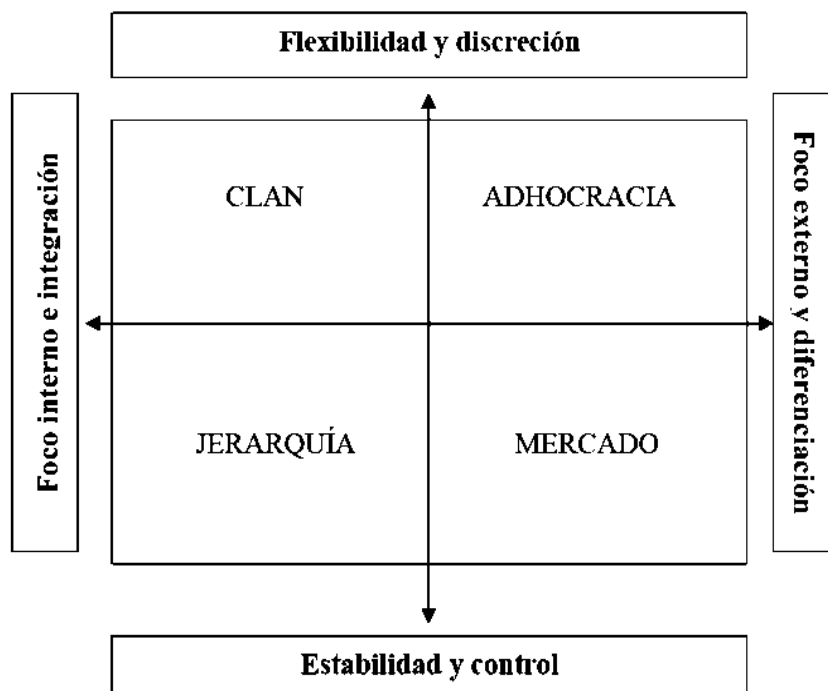 Flexibilidad y discreción
Foco interno e integración
CLAN
ADHOCRACIA
Foco externo y diferenciación
JERARQUÍA
MERCADO
Estabilidad y control